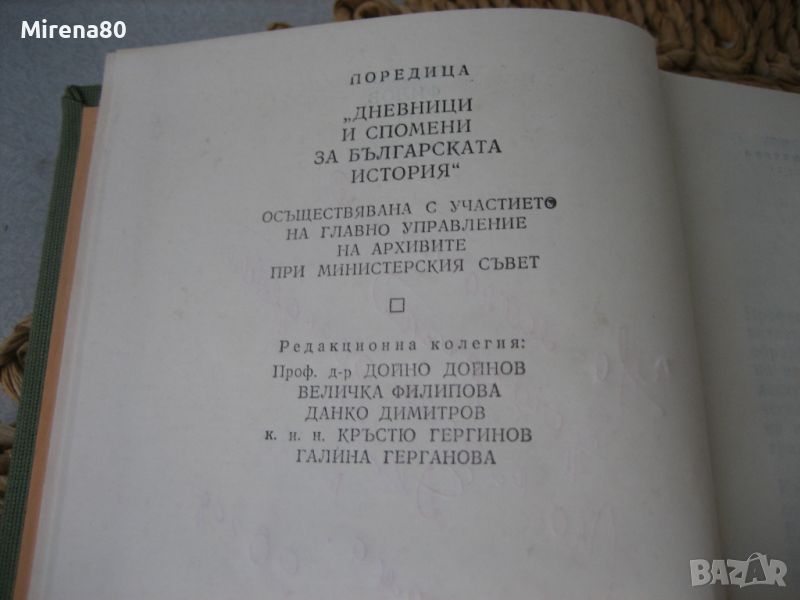 Mirena80
ПОРЕДИЦА
„ДНЕВНИЦИ
И СПОМЕНИ
ЗА БЪЛГАРСКАТА
ИСТОРИЯ“
ОСЪЩЕСТВЯВАНА С УЧАСТИЕТО
НА ГЛАВНО УПРАВЛЕНИЕ
НА АРХИВИТЕ
ПРИ МИНИСТЕРСКИЯ СЪВЕТ
Редакционна колегия:
Проф. д-р ДОЙНО ДОЙНОВ
ВЕЛИЧКА ФИЛИПОВА
ДАНКО ДИМИТРОВ
к. и. н. КРЪСТЮ ГЕРГИНОВ
ГАЛИНА ГЕРГАНОВА
BAZAR